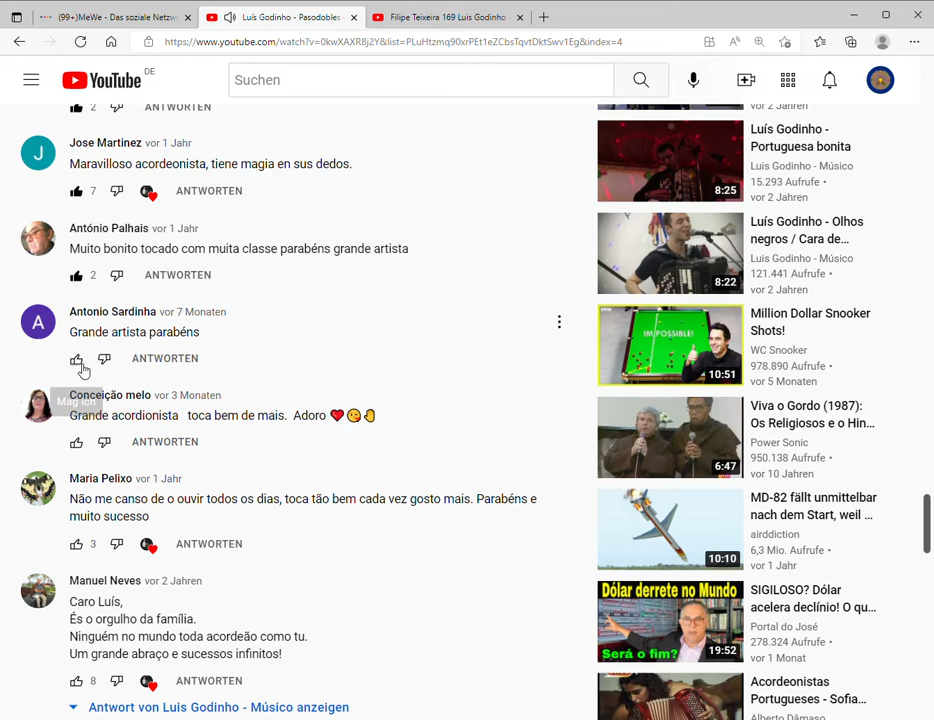 (99+)MeWe - Das soziale Netzwe
Luís Godinho - Pasodobles -
Filipe Teixeira 169 Luis Godinho
https://www.youtube.com/watch?v=0kwXAXR8j2Y&list=PLuHtzmq90xrPEt1eZCbsTqvtDktSwv1Eg&index=4
YouTube DE
Suchen
2 ANTWORTEN
Jose Martinez vor 1 Jahr
Maravilloso acordeonista, tiene magia en sus dedos.
7 ANTWORTEN
António Palhais vor 1 Jahr
Muito bonito tocado com muita classe parabéns grande artista
2 ANTWORTEN
A
Antonio Sardinha vor 7 Monaten
Grande artista parabéns
ANTWORTEN
Mag ich
Conceição melo vor 3 Monaten
Grande acordionista toca bem de mais. Adoro ❤️😘🤚
ANTWORTEN
Maria Pelixo vor 1 Jahr
Não me canso de o ouvir todos os dias, toca tão bem cada vez gosto mais. Parabéns e
muito sucesso
3 ANTWORTEN
Manuel Neves vor 2 Jahren
Caro Luís,
És o orgulho da família.
Ninguém no mundo toda acordeão como tu.
Um grande abraço e sucessos infinitos!
8 ANTWORTEN
Antwort von Luis Godinho - Músico anzeigen
vor 2 Jahren
8:25
Luís Godinho -
Portuguesa bonita
Luis Godinho - Músico
15.293 Aufrufe •
vor 2 Jahren
8:22
Luís Godinho - Olhos
negros / Cara de...
Luis Godinho - Músico
121.441 Aufrufe •
vor 2 Jahren
IM POSSIBLE!
10:51
Million Dollar Snooker
Shots!
WC Snooker
978.890 Aufrufe •
vor 5 Monaten
6:47
Viva o Gordo (1987):
Os Religiosos e o Hin...
Power Sonic
950.138 Aufrufe •
vor 10 Jahren
10:10
MD-82 fällt unmittelbar
nach dem Start, weil ...
airddiction
6,3 Mio. Aufrufe •
vor 1 Jahr
Dólar derrete no Mundo
Será o fim?
19:52
SIGILOSO? Dólar
acelera declínio! O qu...
Portal do José
278.324 Aufrufe •
vor 1 Monat
Acordeonistas
Portugueses - Sofia...
Alberto Dâmaso